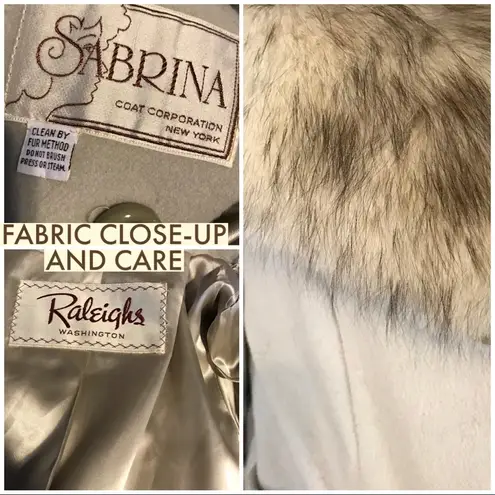 SABRINA
COAT CORPORATION
NEW YORK
CLEAN BY
FUR METHOD
DO NOT BRUSH
PRESS OR STEAM
FABRIC CLOSE-UP
AND CARE
Raleighs
WASHINGTON